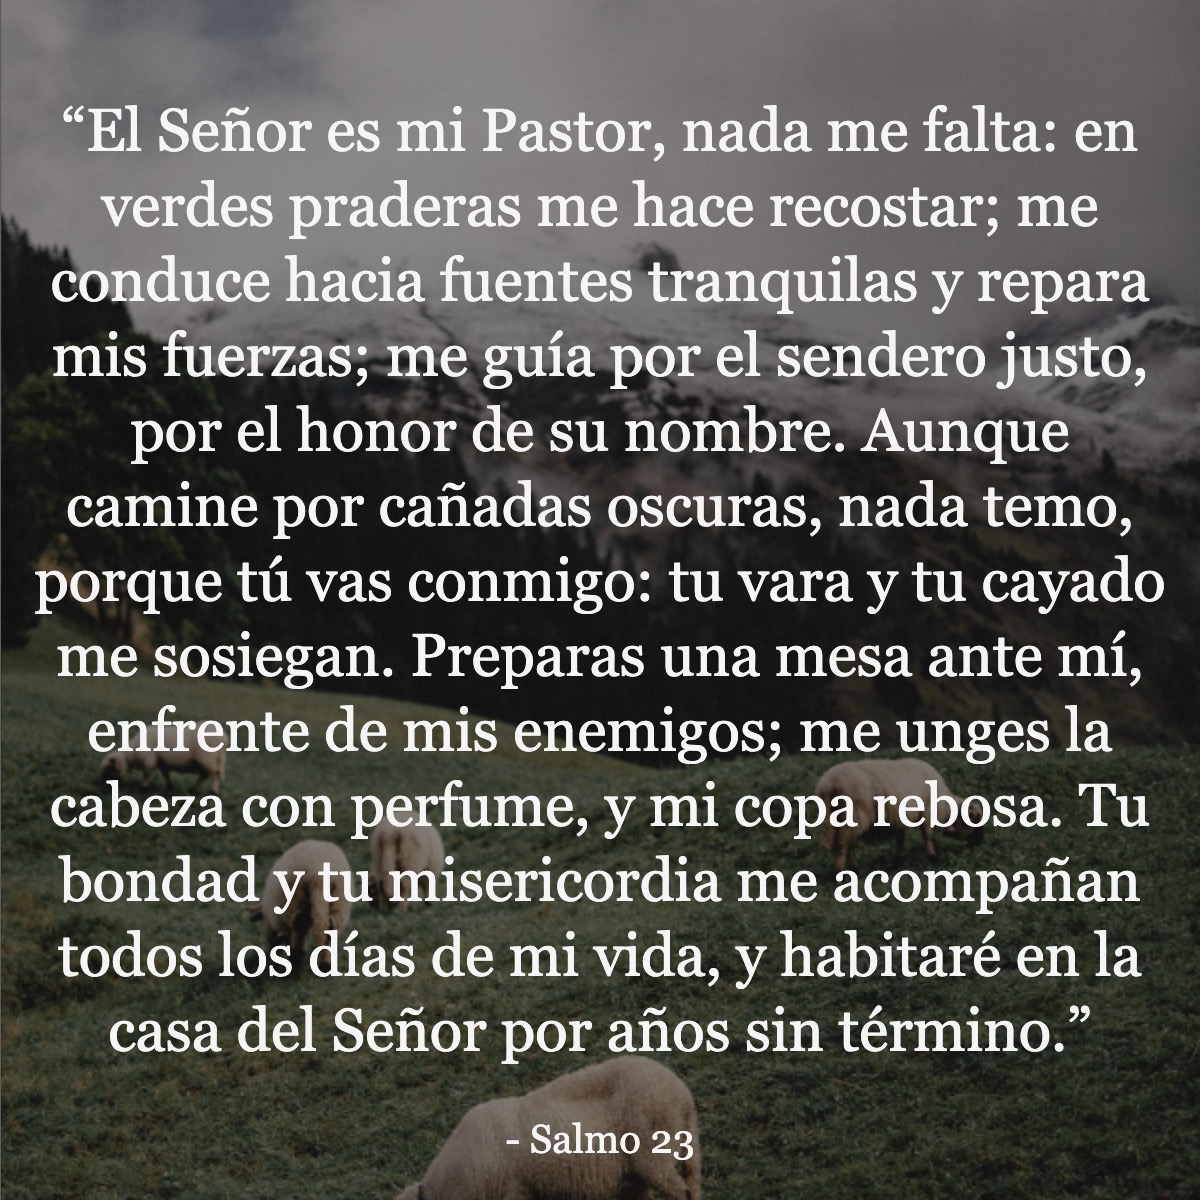 “El Señor es mi Pastor, nada me falta: en
verdes praderas me hace recostar; me
conduce hacia fuentes tranquilas y repara
mis fuerzas; me guía por el sendero justo,
por el honor de su nombre. Aunque
camine por cañadas oscuras, nada temo,
porque tú vas conmigo: tu vara y tu cayado
me sosiegan. Preparas una mesa ante mí,
enfrente de mis enemigos; me unges la
cabeza con perfume, y mi copa rebosa. Tu
bondad y tu misericordia me acompañan
todos los días de mi vida, y habitaré en la
casa del Señor por años sin término.”
- Salmo 23